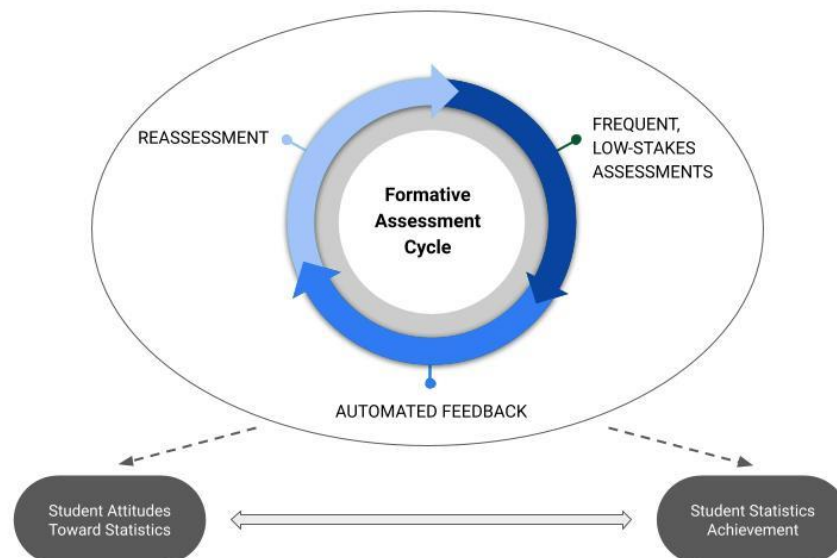 REASSESSMENT
FREQUENT,
LOW-STAKES
ASSESSMENTS
Formative
Assessment
Cycle
AUTOMATED FEEDBACK
Student Attitudes
Toward Statistics
Student Statistics
Achievement